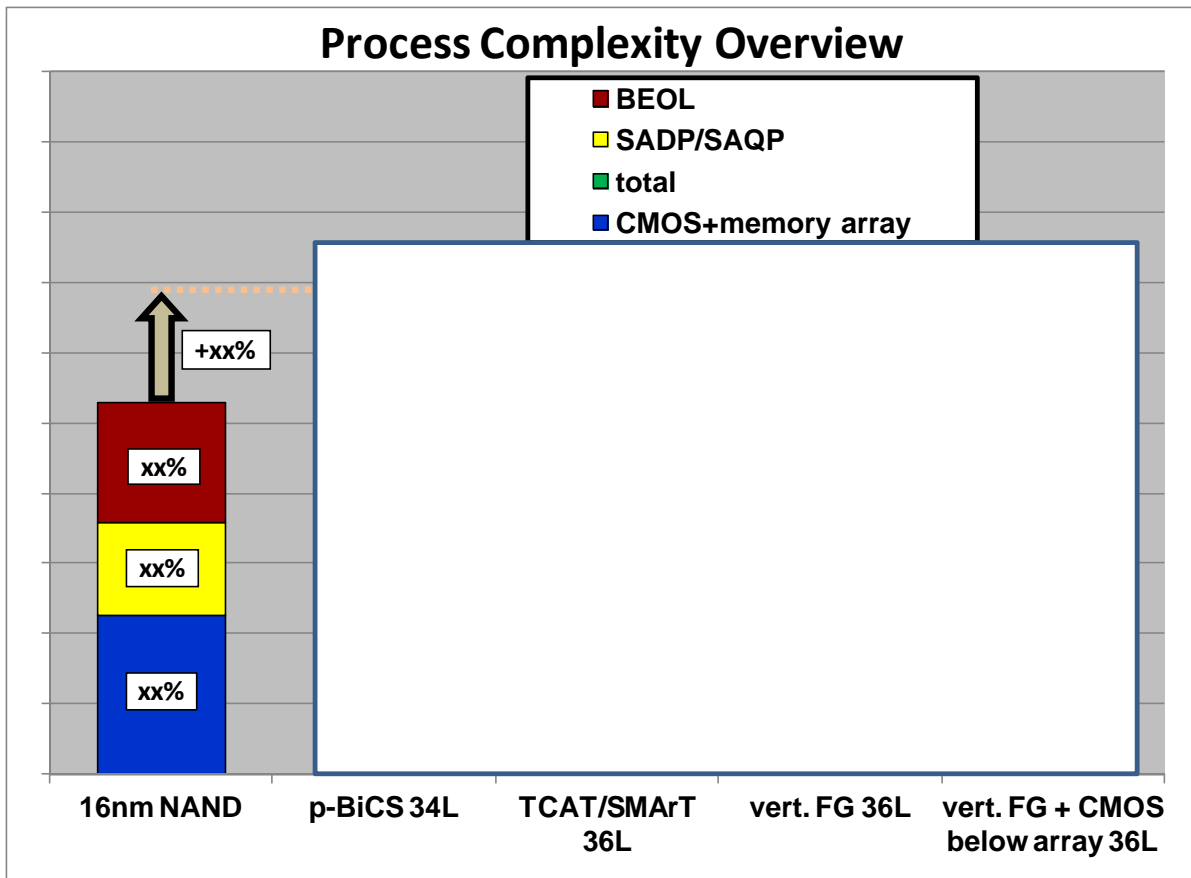 Process Complexity Overview
BEOL
SADP/SAQP
total
CMOS+memory array
+xx%
xx%
xx%
xx%
16nm NAND
p-BiCS 34L
TCAT/SMArT
36L
vert. FG 36L
vert. FG + CMOS
below array 36L